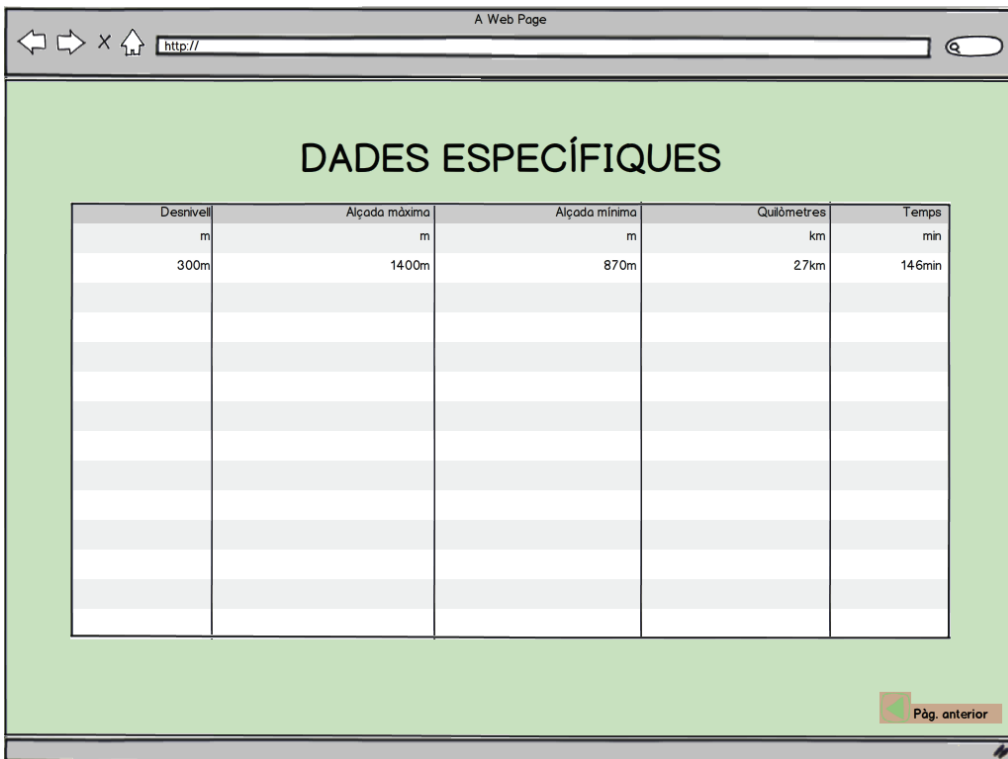 A Web Page
http://
DADES ESPECÍFIQUES
Desnivell Alçada màxima Alçada mínima Quilòmetres Temps
m m m km min
300m 1400m 870m 27km 146min
Pàg. anterior